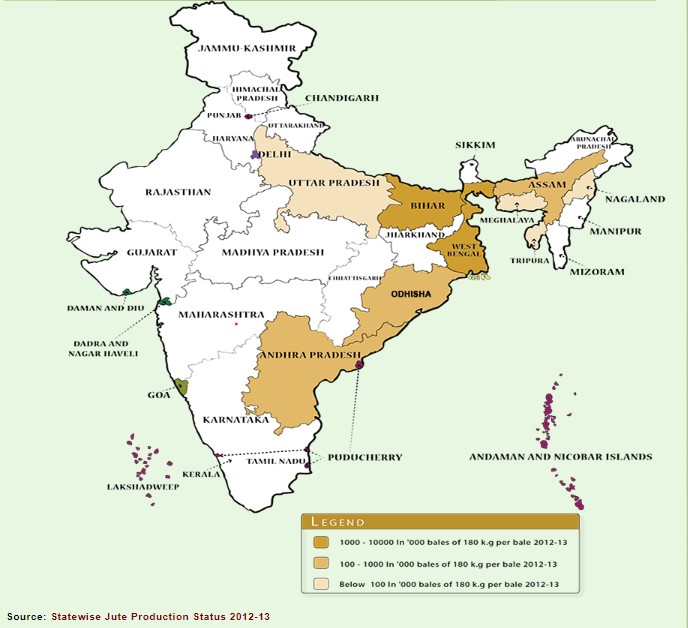 JAMMU-KASHMIR
HIMACHAL
PRADESH
CHANDIGARH
PUNJAB
UTTARAKHAND
HARYANA
DELHI
SIKKIM
ARUNACHAL
PRADESH
RAJASTHAN
UTTAR PRADESH
BIHAR
ASSAM
NAGALAND
MEGHALAYA
MANIPUR
JHARKHAND
WEST
BENGAL
TRIPURA
MIZORAM
GUJARAT
MADHYA PRADESH
CHHATTISGARH
ODHISHA
DAMAN AND DIU
MAHARASHTRA
DADRA AND
NAGAR HAVELI
ANDHRA PRADESH
GOA
KARNATAKA
PUDUCHERRY
ANDAMAN AND NICOBAR ISLANDS
TAMIL NADU
KERALA
LAKSHADWEEP
LEGEND
1000 - 10000 In '000 bales of 180 k.g per bale 2012-13
100 - 1000 In '000 bales of 180 k.g per bale 2012-13
Below 100 In '000 bales of 180 k.g per bale 2012-13
Source: Statewise Jute Production Status 2012-13